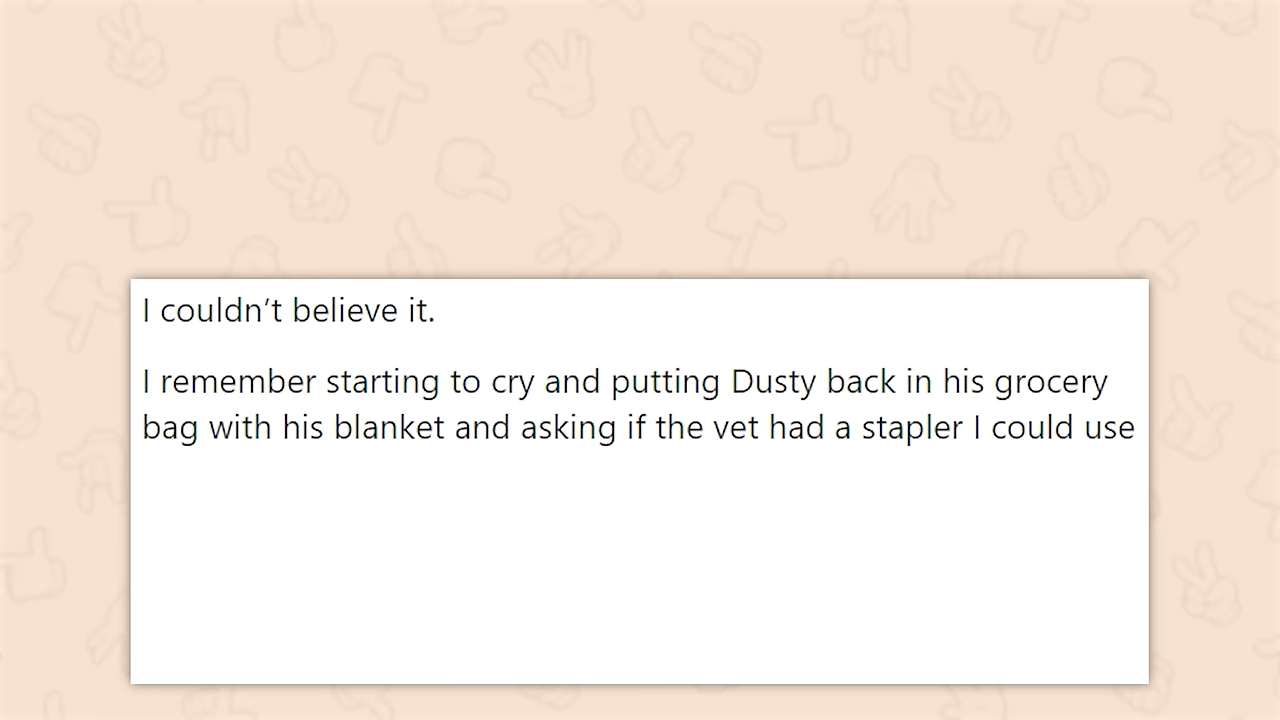 I couldn’t believe it.
I remember starting to cry and putting Dusty back in his grocery
bag with his blanket and asking if the vet had a stapler I could use